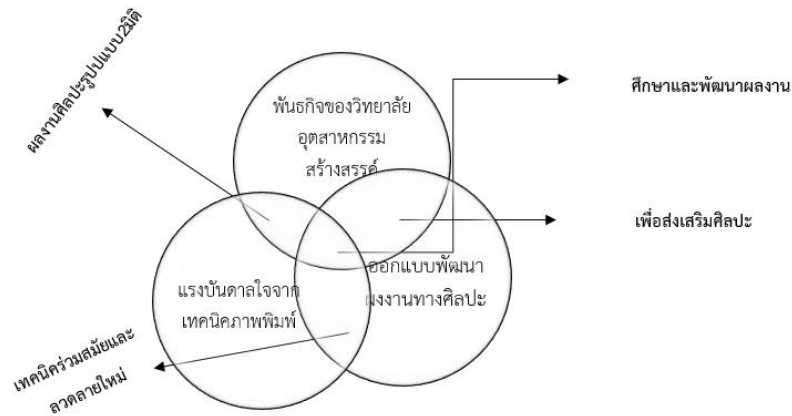 ผลงานศิลปะรูปปแบบ2มิติ
พันธกิจของวิทยาลัย
อุตสาหกรรม
สร้างสรรค์
ศึกษาและพัฒนาผลงาน
เพื่อส่งเสริมศิลปะ
ออกแบบพัฒนา
ผงงานทางศิลปะ
แรงบันดาลใจจาก
เทคนิคภาพพิมพ์
เทคนิคร่วมสมัยและ
ลวดลายใหม่